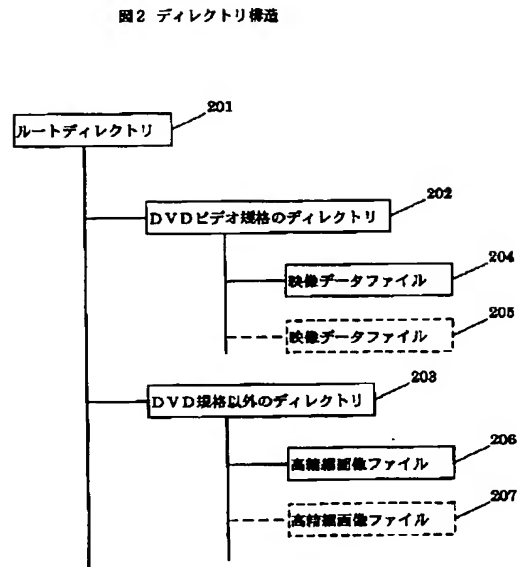 図2 ディレクトリ構造
201
ルートディレクトリ
202
DVDビデオ規格のディレクトリ
204
映像データファイル
205
映像データファイル
203
DVD規格以外のディレクトリ
206
高精細画像ファイル
207
高精細画像ファイル